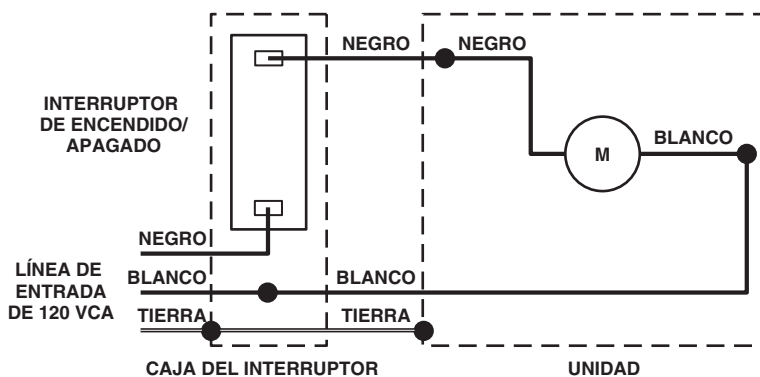 NEGRO
NEGRO
INTERRUPTOR
DE ENCENDIDO/
APAGADO
BLANCO
M
NEGRO
LÍNEA DE
ENTRADA
DE 120 VCA
BLANCO
BLANCO
TIERRA
TIERRA
CAJA DEL INTERRUPTOR
UNIDAD